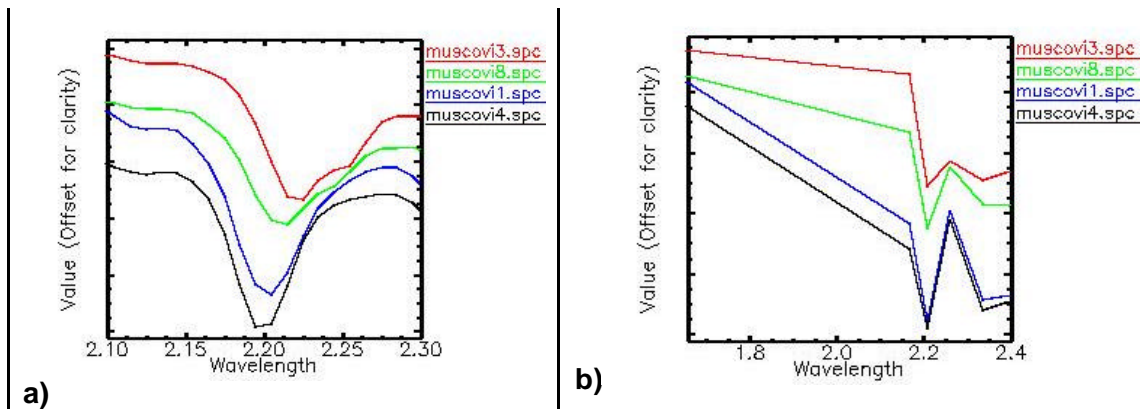 Value (Offset for clarity)
muscovi3.spc
muscovi8.spc
muscovi1.spc
muscovi4.spc
2.10 2.15 2.20 2.25 2.30
Wavelength
a)
Value (Offset for clarity)
muscovi3.spc
muscovi8.spc
muscovi1.spc
muscovi4.spc
1.8 2.0 2.2 2.4
Wavelength
b)